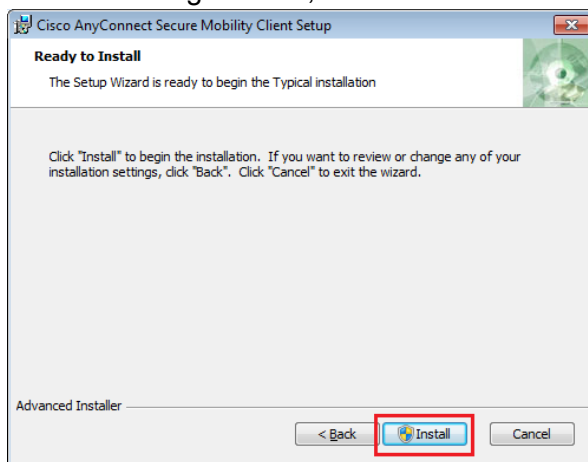 Cisco AnyConnect Secure Mobility Client Setup
Ready to Install
The Setup Wizard is ready to begin the Typical installation
Click "Install" to begin the installation. If you want to review or change any of your
installation settings, click "Back". Click "Cancel" to exit the wizard.
Advanced Installer
< Back Install Cancel